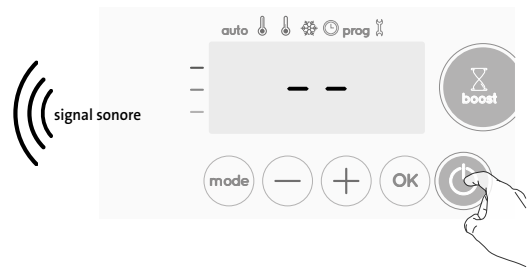 auto prog
– –
boost
signal sonore
mode – + OK